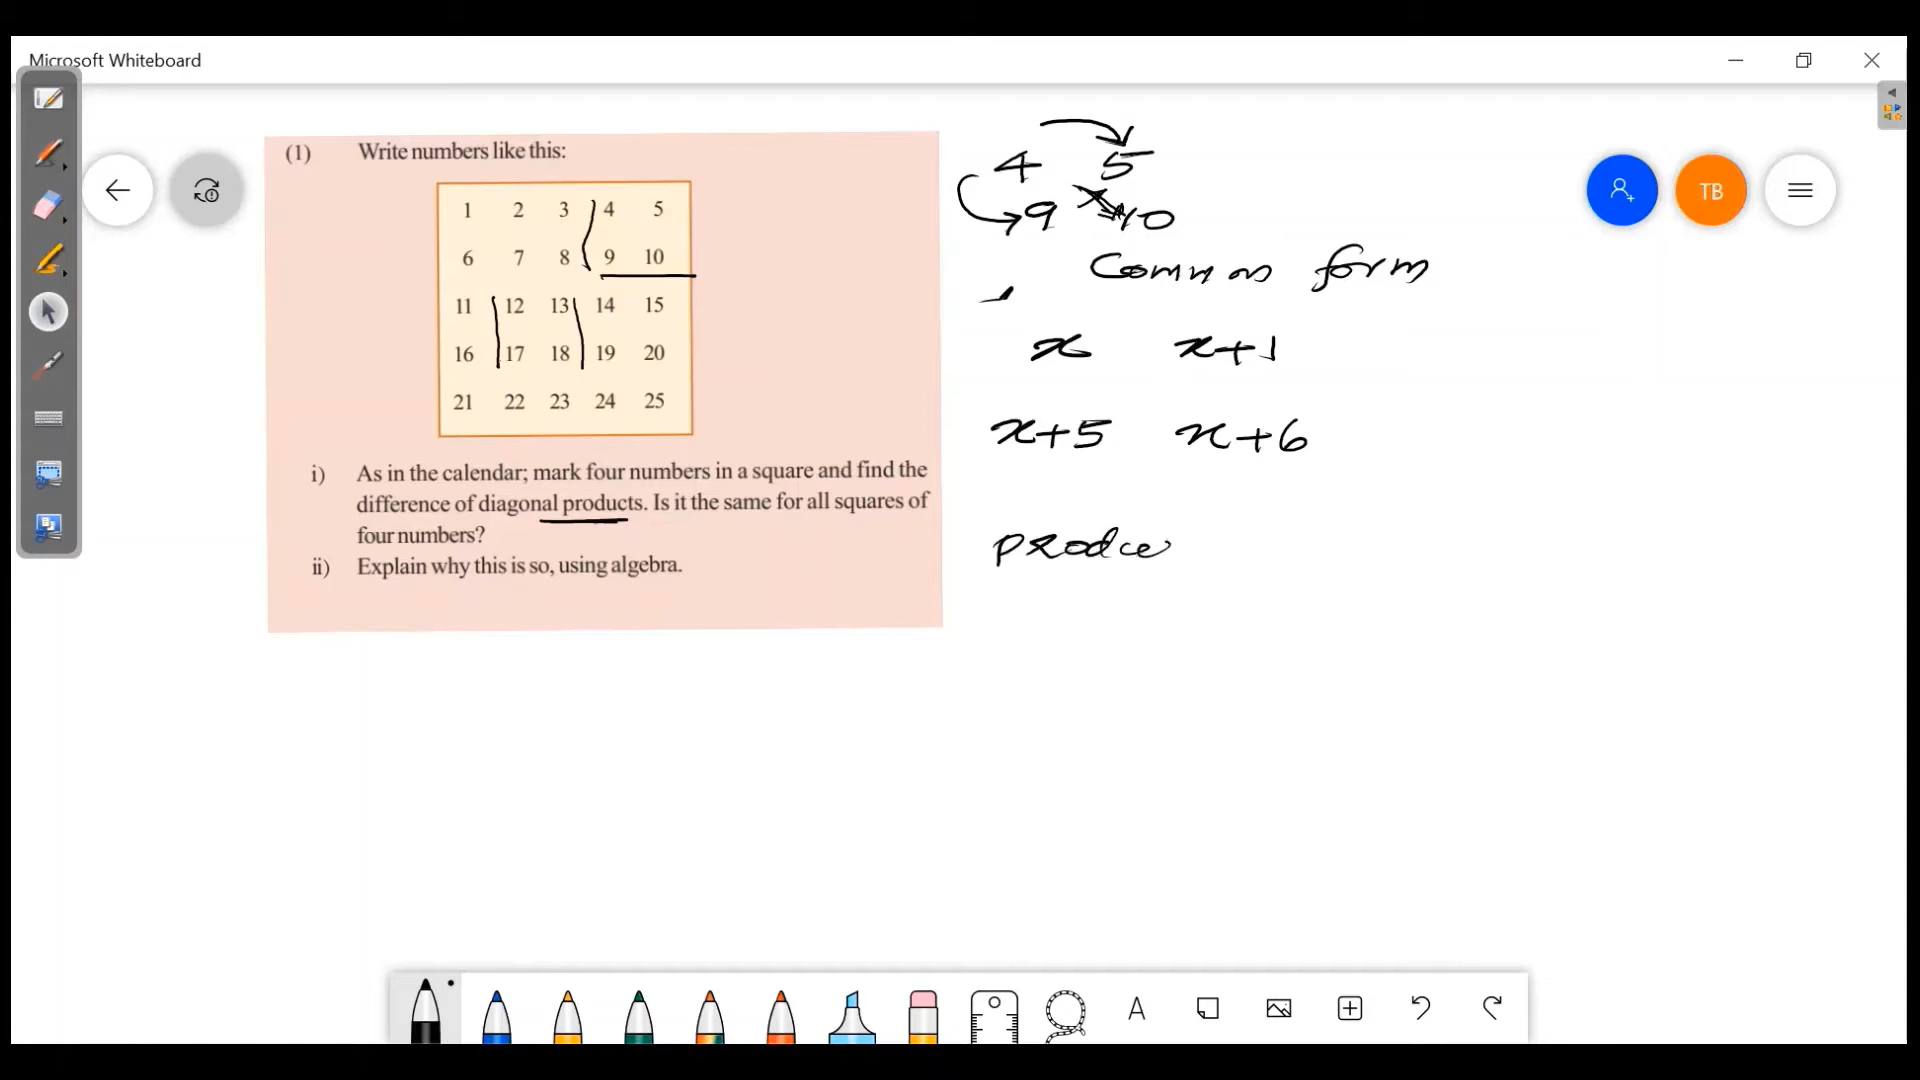 Microsoft Whiteboard
(1) Write numbers like this:
1 2 3 4 5
6 7 8 9 10
11 12 13 14 15
16 17 18 19 20
21 22 23 24 25
i) As in the calendar; mark four numbers in a square and find the
difference of diagonal products. Is it the same for all squares of
four numbers?
ii) Explain why this is so, using algebra.
4 5
9 10
Common form
x x+1
x+5 x+6
produc
TB
A